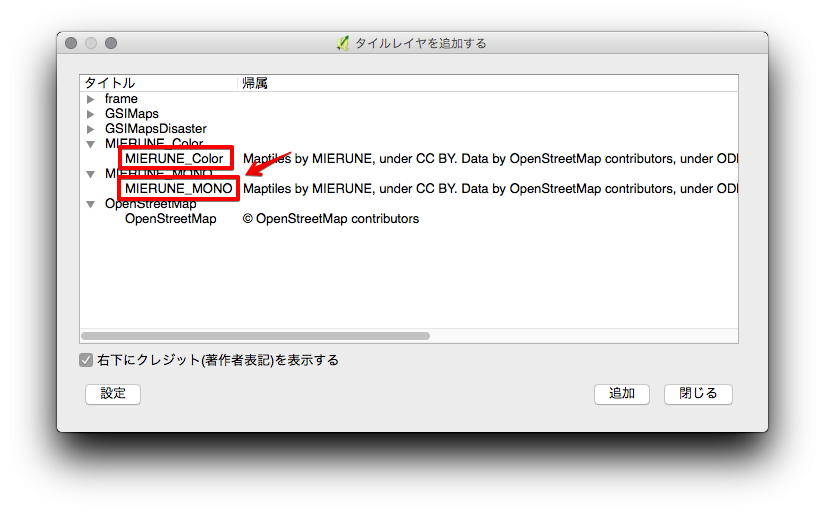 タイルレイヤを追加する
タイトル 帰属
frame
GSIMaps
GSIMapsDisaster
MIERUNE_Color
MIERUNE_Color Maptiles by MIERUNE, under CC BY. Data by OpenStreetMap contributors, under ODI
MIERUNE_MONO
MIERUNE_MONO Maptiles by MIERUNE, under CC BY. Data by OpenStreetMap contributors, under ODI
OpenStreetMap
OpenStreetMap © OpenStreetMap contributors
右下にクレジット(著作者表記)を表示する
設定 追加 閉じる